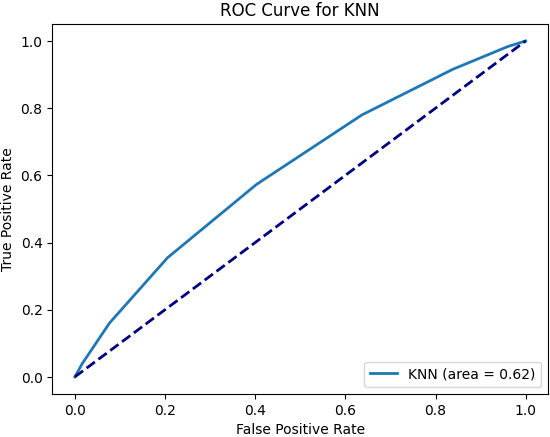 ROC Curve for KNN
True Positive Rate
1.0
0.8
0.6
0.4
0.2
0.0
KNN (area = 0.62)
0.0 0.2 0.4 0.6 0.8 1.0
False Positive Rate